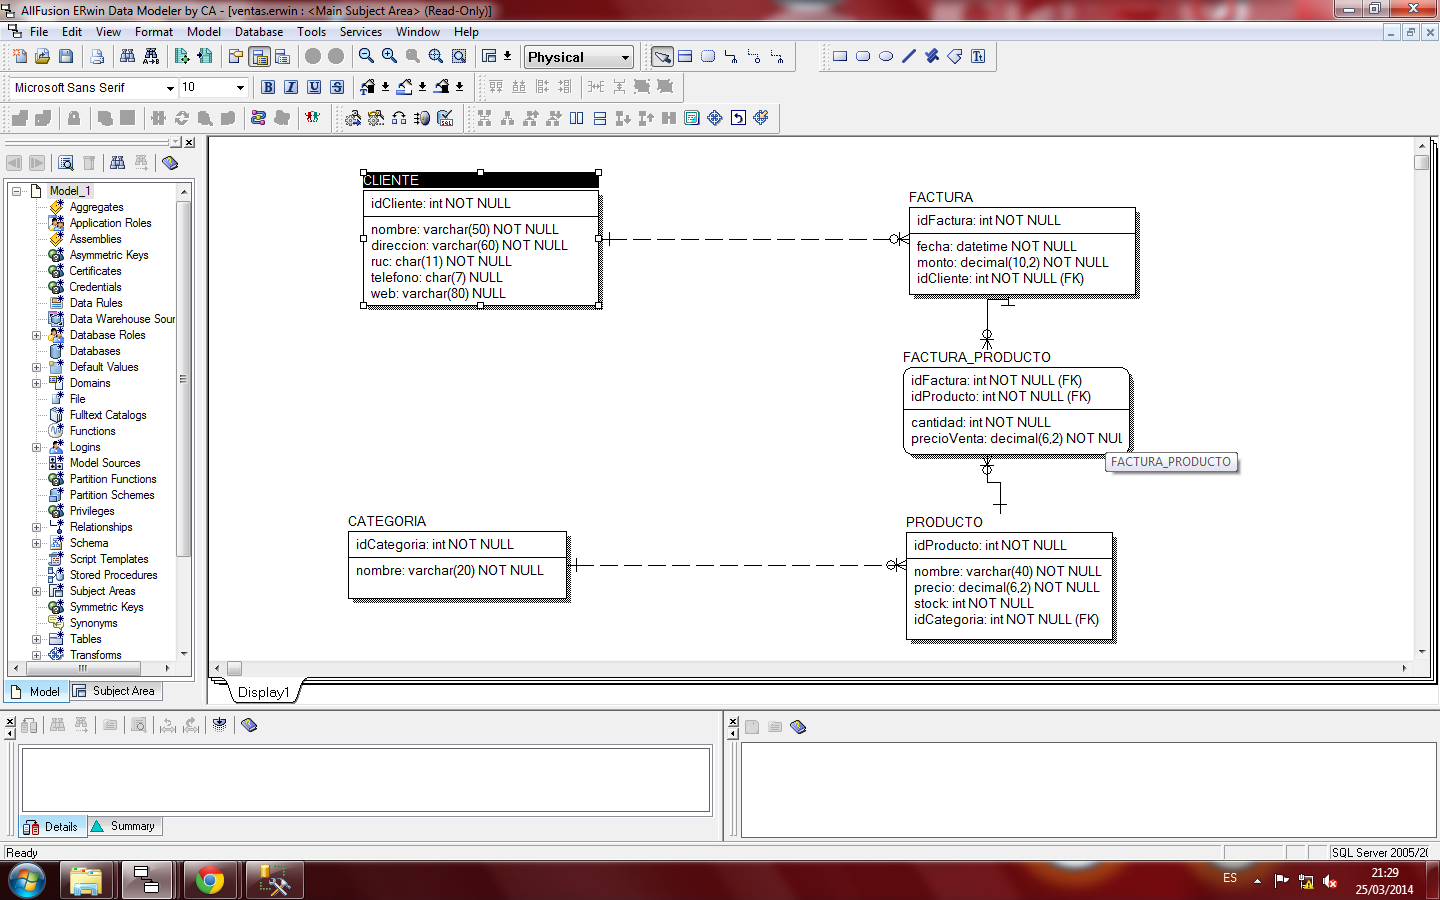 AllFusion ERwin Data Modeler by CA - [ventas.erwin : <Main Subject Area> (Read-Only)]
File Edit View Format Model Database Tools Services Window Help
Physical
Microsoft Sans Serif 10
Model_1
Aggregates
Application Roles
Assemblies
Asymmetric Keys
Certificates
Credentials
Data Rules
Data Warehouse Sour
Database Roles
Databases
Default Values
Domains
File
Fulltext Catalogs
Functions
Logins
Model Sources
Partition Functions
Partition Schemes
Privileges
Relationships
Schema
Script Templates
Stored Procedures
Subject Areas
Symmetric Keys
Synonyms
Tables
Transforms
Model Subject Area
CLIENTE
idCliente: int NOT NULL
nombre: varchar(50) NOT NULL
direccion: varchar(60) NOT NULL
ruc: char(11) NOT NULL
telefono: char(7) NULL
web: varchar(80) NULL
FACTURA
idFactura: int NOT NULL
fecha: datetime NOT NULL
monto: decimal(10,2) NOT NULL
idCliente: int NOT NULL (FK)
FACTURA_PRODUCTO
idFactura: int NOT NULL (FK)
idProducto: int NOT NULL (FK)
cantidad: int NOT NULL
precioVenta: decimal(6,2) NOT NUL
FACTURA_PRODUCTO
CATEGORIA
idCategoria: int NOT NULL
nombre: varchar(20) NOT NULL
PRODUCTO
idProducto: int NOT NULL
nombre: varchar(40) NOT NULL
precio: decimal(6,2) NOT NULL
stock: int NOT NULL
idCategoria: int NOT NULL (FK)
Display1
Details Summary
Ready
SQL Server 2005/20
ES
21:29
25/03/2014